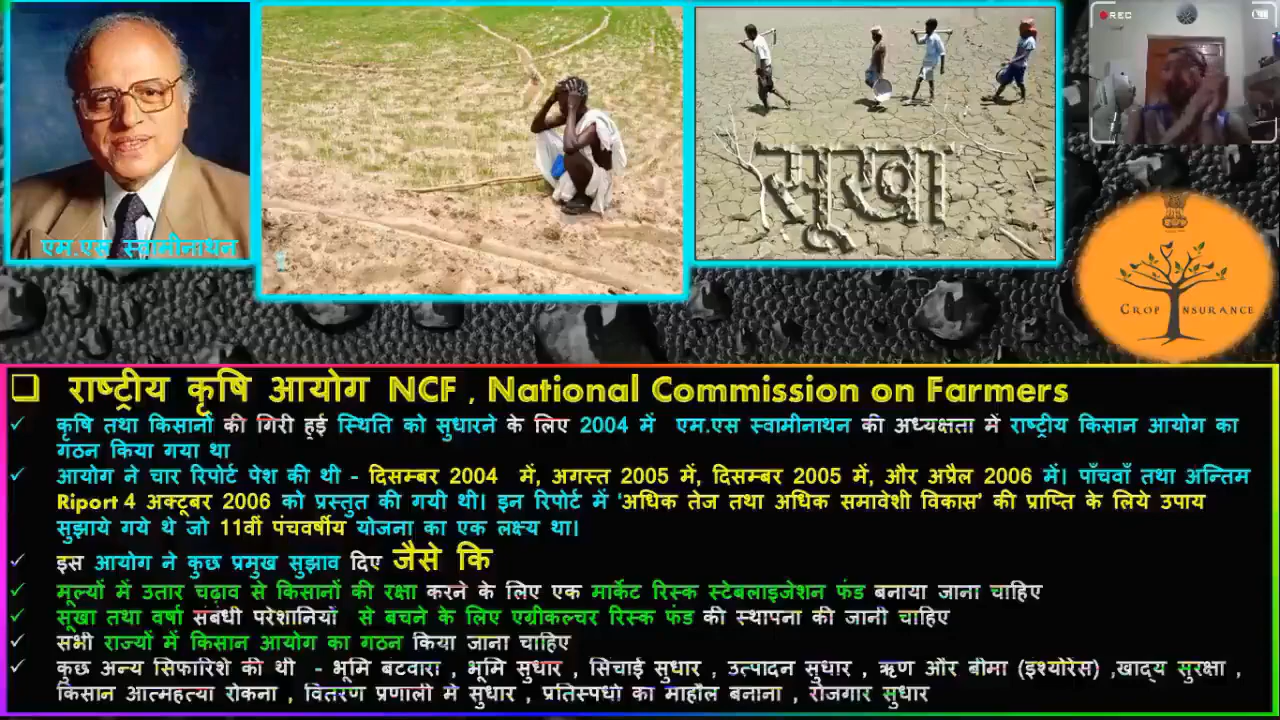 REC
एम.एस स्वामीनाथन
सूखा
CROP INSURANCE
राष्ट्रीय कृषि आयोग NCF , National Commission on Farmers
कृषि तथा किसानों की गिरी हुई स्थिति को सुधारने के लिए 2004 में एम.एस स्वामीनाथन की अध्यक्षता में राष्ट्रीय किसान आयोग का
गठन किया गया था
आयोग ने चार रिपोर्ट पेश की थी - दिसम्बर 2004 में, अगस्त 2005 में, दिसम्बर 2005 में, और अप्रैल 2006 में। पाँचवाँ तथा अन्तिम
Riport 4 अक्टूबर 2006 को प्रस्तुत की गयी थी। इन रिपोर्ट में 'अधिक तेज तथा अधिक समावेशी विकास' की प्राप्ति के लिये उपाय
सुझाये गये थे जो 11वीं पंचवर्षीय योजना का एक लक्ष्य था।
इस आयोग ने कुछ प्रमुख सुझाव दिए जैसे कि
मूल्यों में उतार चढ़ाव से किसानों की रक्षा करने के लिए एक मार्केट रिस्क स्टेबलाइजेशन फंड बनाया जाना चाहिए
सूखा तथा वर्षा संबंधी परेशानियों से बचने के लिए एग्रीकल्चर रिस्क फंड की स्थापना की जानी चाहिए
सभी राज्यों में किसान आयोग का गठन किया जाना चाहिए
कुछ अन्य सिफारिशे की थी - भूमि बटवारा , भूमि सुधार , सिंचाई सुधार , उत्पादन सुधार , ऋण और बीमा (इंश्योरेंस) ,खाद्य सुरक्षा ,
किसान आत्महत्या रोकना , वितरण प्रणाली में सुधार , प्रतिस्पर्धा का माहौल बनाना , रोजगार सुधार